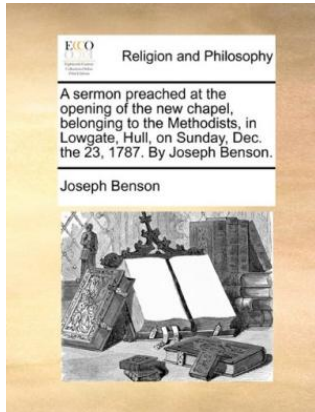 ECCO
Religion and Philosophy
A sermon preached at the
opening of the new chapel,
belonging to the Methodists, in
Lowgate, Hull, on Sunday, Dec.
the 23, 1787. By Joseph Benson.
Joseph Benson